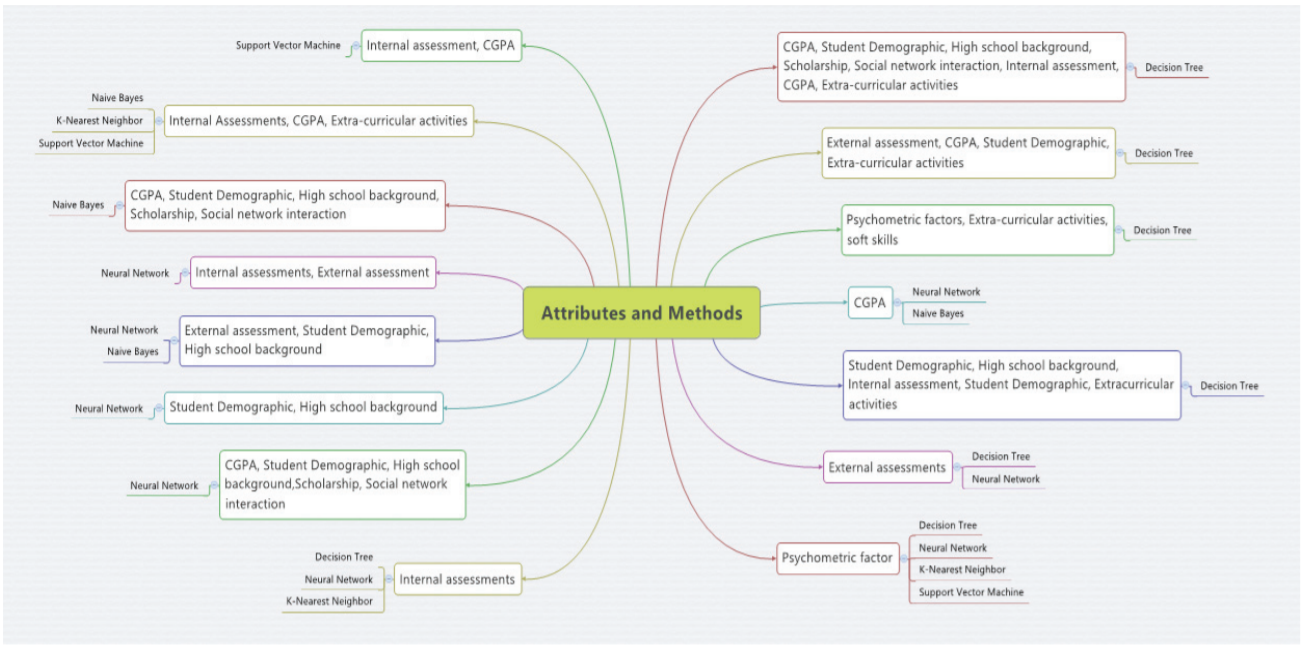 Support Vector Machine
Internal assessment, CGPA
Naive Bayes
K-Nearest Neighbor
Support Vector Machine
Internal Assessments, CGPA, Extra-curricular activities
Naive Bayes
CGPA, Student Demographic, High school background,
Scholarship, Social network interaction
Neural Network
Internal assessments, External assessment
Neural Network
Naive Bayes
External assessment, Student Demographic,
High school background
Neural Network
Student Demographic, High school background
Neural Network
CGPA, Student Demographic, High school
background,Scholarship, Social network
interaction
Decision Tree
Neural Network
K-Nearest Neighbor
Internal assessments
Attributes and Methods
CGPA, Student Demographic, High school background,
Scholarship, Social network interaction, Internal assessment,
CGPA, Extra-curricular activities
Decision Tree
External assessment, CGPA, Student Demographic,
Extra-curricular activities
Decision Tree
Psychometric factors, Extra-curricular activities,
soft skills
Decision Tree
CGPA
Neural Network
Naive Bayes
Student Demographic, High school background,
Internal assessment, Student Demographic, Extracurricular
activities
Decision Tree
External assessments
Decision Tree
Neural Network
Psychometric factor
Decision Tree
Neural Network
K-Nearest Neighbor
Support Vector Machine